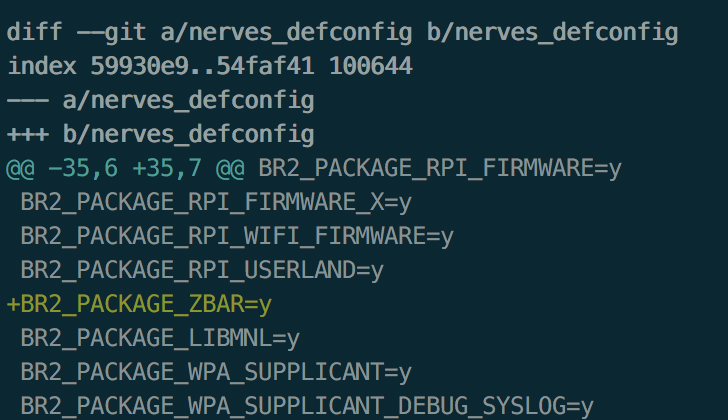 diff --git a/nerves_defconfig b/nerves_defconfig
index 59930e9..54faf41 100644
--- a/nerves_defconfig
+++ b/nerves_defconfig
@@ -35,6 +35,7 @@ BR2_PACKAGE_RPI_FIRMWARE=y
 BR2_PACKAGE_RPI_FIRMWARE_X=y
 BR2_PACKAGE_RPI_WIFI_FIRMWARE=y
 BR2_PACKAGE_RPI_USERLAND=y
+BR2_PACKAGE_ZBAR=y
 BR2_PACKAGE_LIBMNL=y
 BR2_PACKAGE_WPA_SUPPLICANT=y
 BR2_PACKAGE_WPA_SUPPLICANT_DEBUG_SYSLOG=y